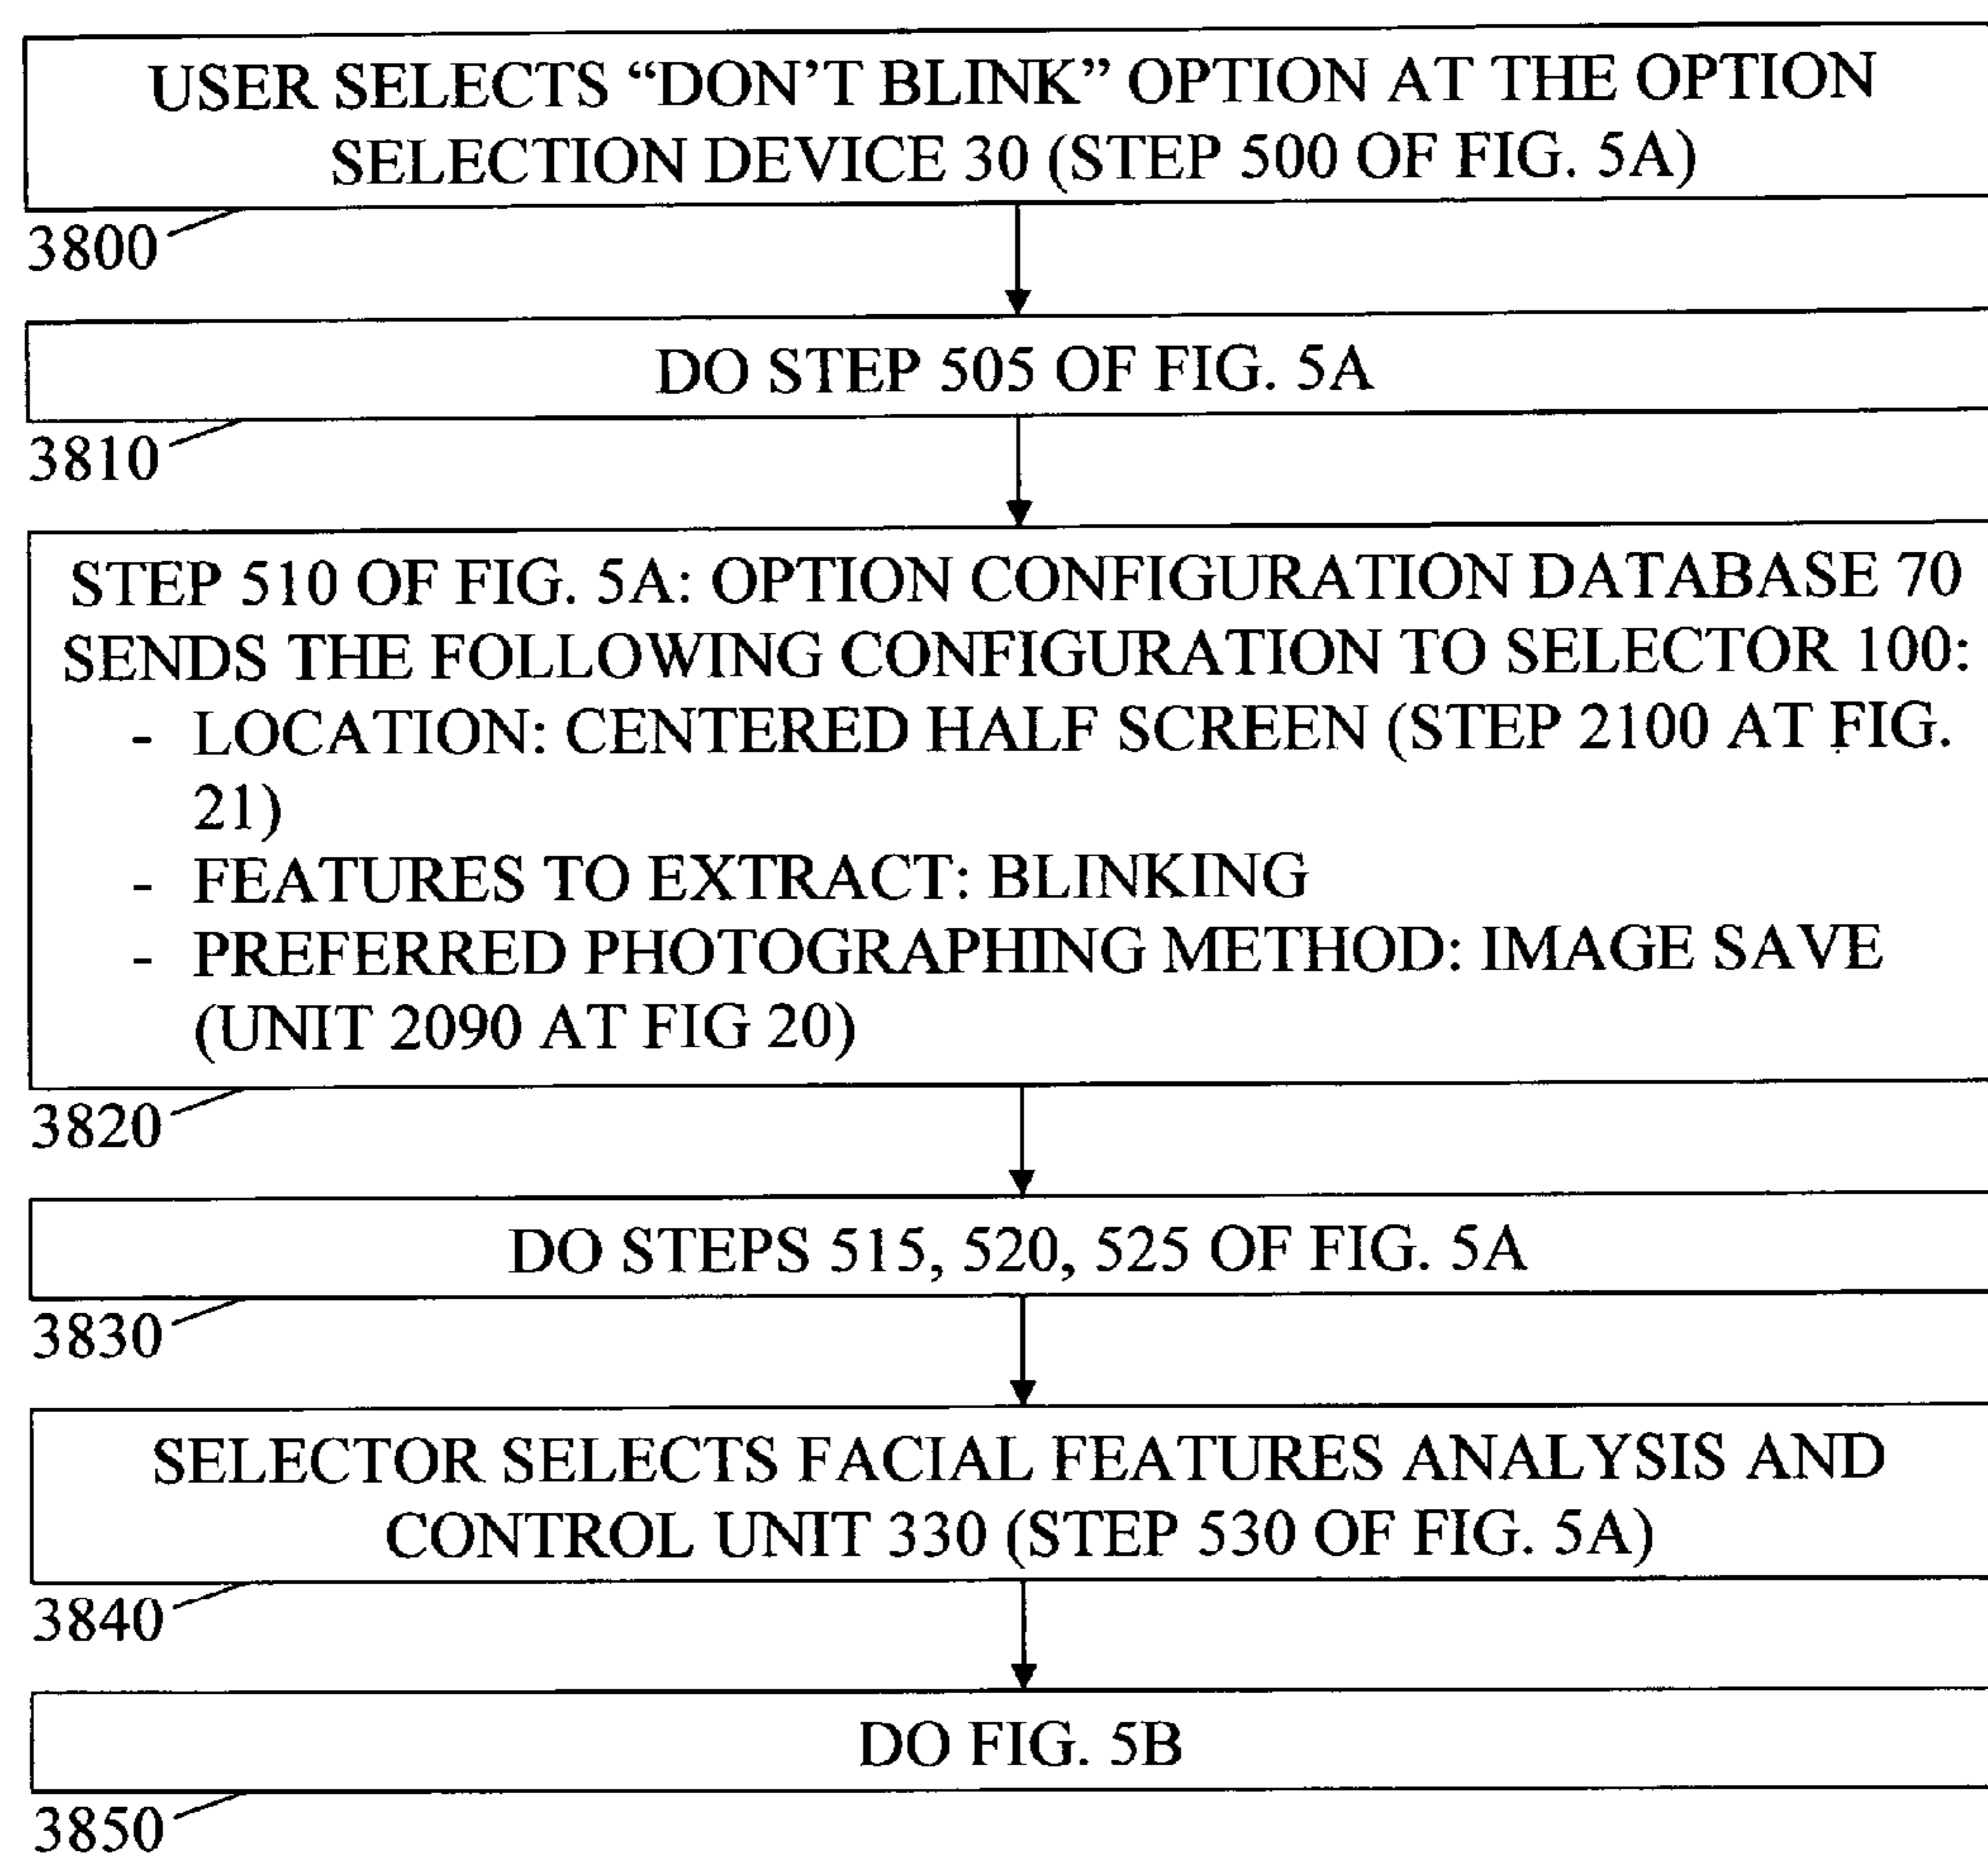 USER SELECTS “DON’T BLINK” OPTION AT THE OPTION
SELECTION DEVICE 30 (STEP 500 OF FIG. 5A)
3800
DO STEP 505 OF FIG. 5A
3810
STEP 510 OF FIG. 5A: OPTION CONFIGURATION DATABASE 70
SENDS THE FOLLOWING CONFIGURATION TO SELECTOR 100:
- LOCATION: CENTERED HALF SCREEN (STEP 2100 AT FIG.
21)
- FEATURES TO EXTRACT: BLINKING
- PREFERRED PHOTOGRAPHING METHOD: IMAGE SAVE
(UNIT 2090 AT FIG 20)
3820
DO STEPS 515, 520, 525 OF FIG. 5A
3830
SELECTOR SELECTS FACIAL FEATURES ANALYSIS AND
CONTROL UNIT 330 (STEP 530 OF FIG. 5A)
3840
DO FIG. 5B
3850